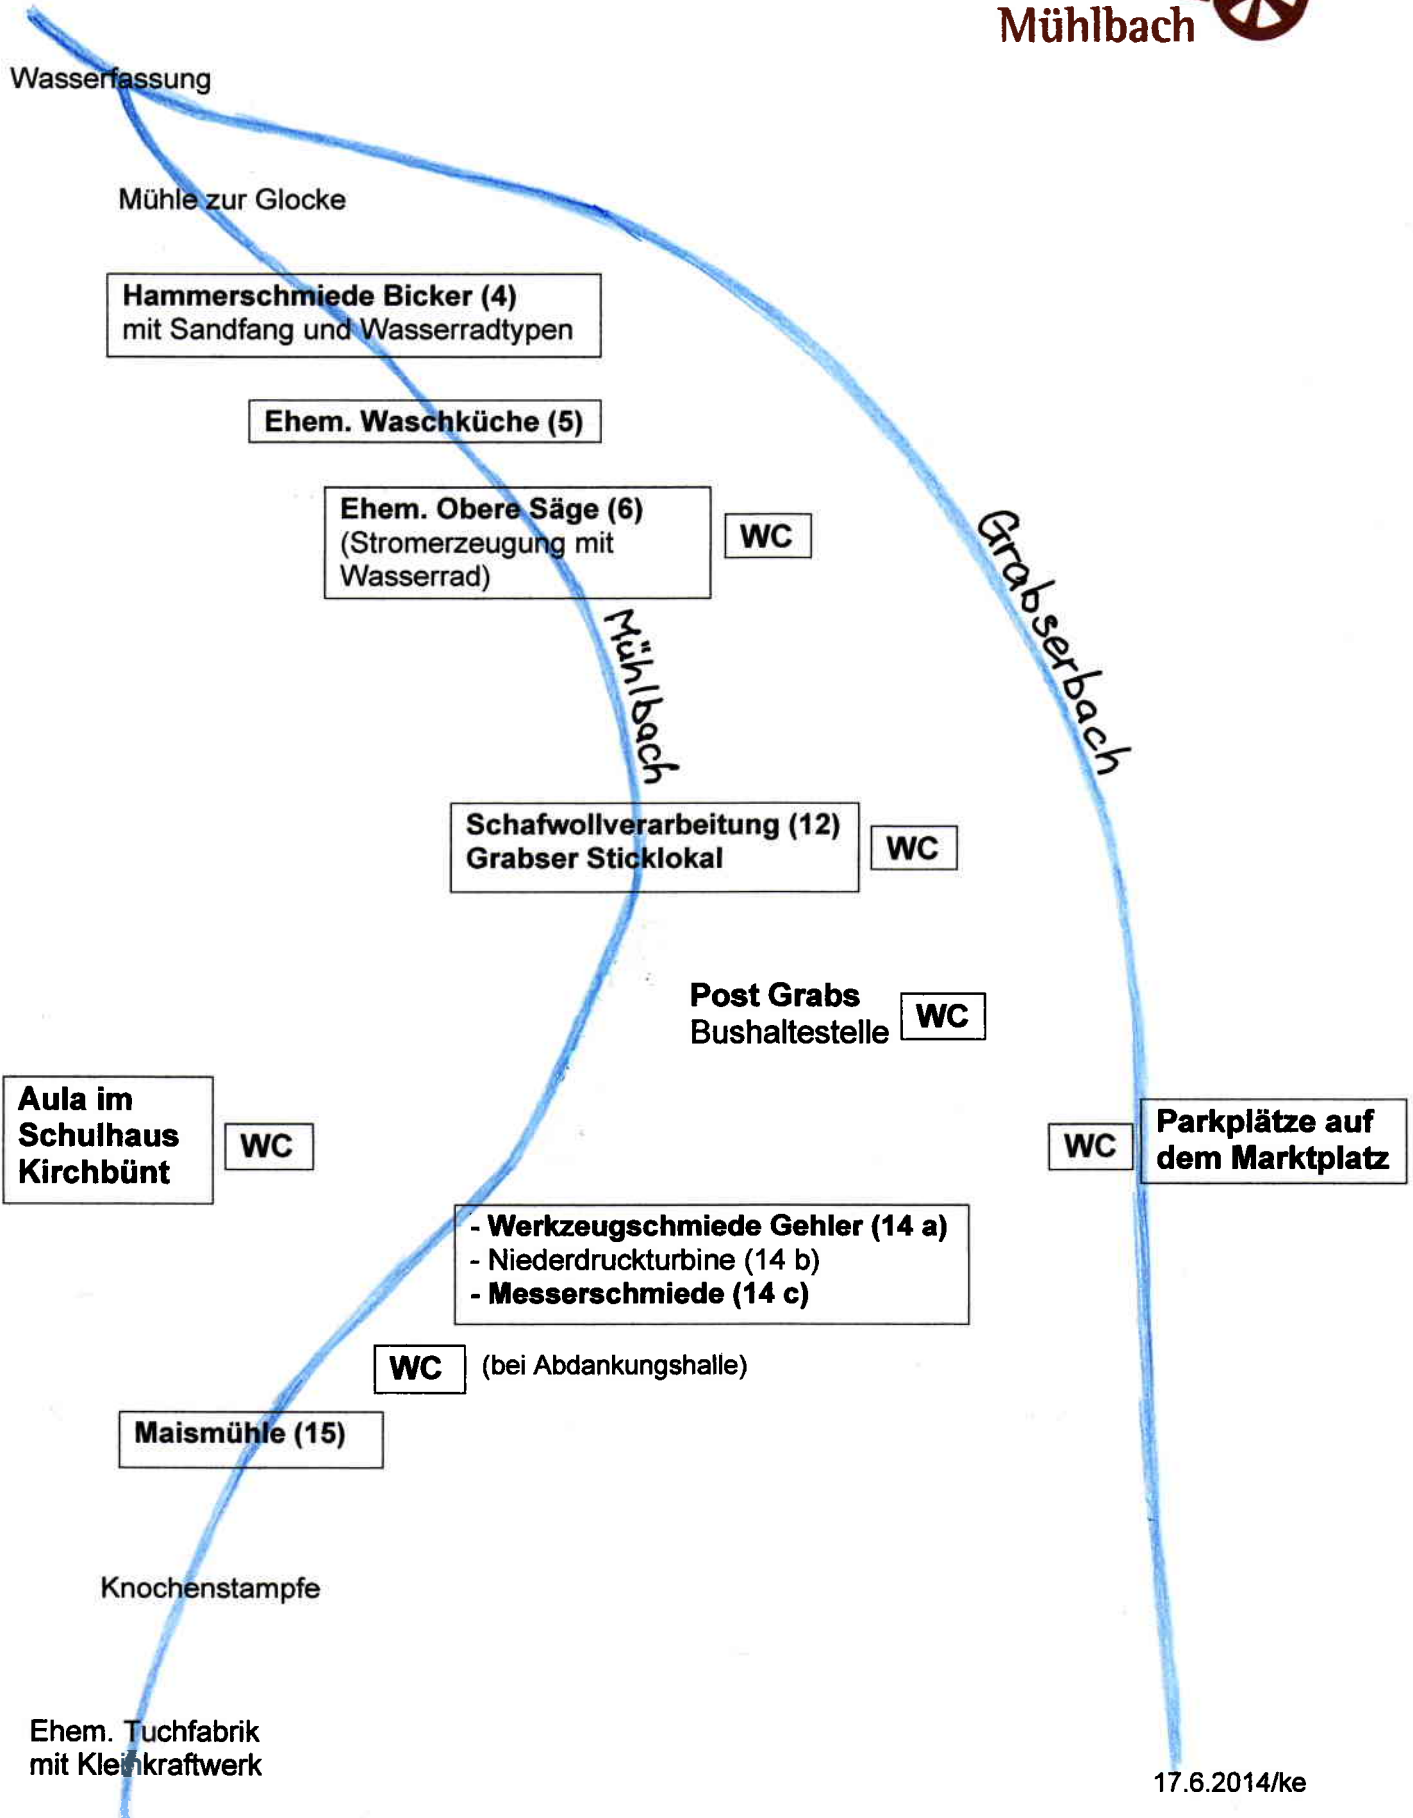 Mühlbach
Wasserfassung
Mühle zur Glocke
Hammerschmiede Bicker (4)
mit Sandfang und Wasserradtypen
Ehem. Waschküche (5)
Ehem. Obere Säge (6)
(Stromerzeugung mit
Wasserrad)
WC
Grabserbach
Mühlbach
Schafwollverarbeitung (12)
Grabser Sticklokal
WC
Post Grabs
Bushaltestelle
WC
Aula im
Schulhaus
Kirchbünt
WC
WC
Parkplätze auf
dem Marktplatz
- Werkzeugschmiede Gehler (14 a)
- Niederdruckturbine (14 b)
- Messerschmiede (14 c)
WC
(bei Abdankungshalle)
Maismühle (15)
Knochenstampfe
Ehem. Tuchfabrik
mit Kleinkraftwerk
17.6.2014/ke